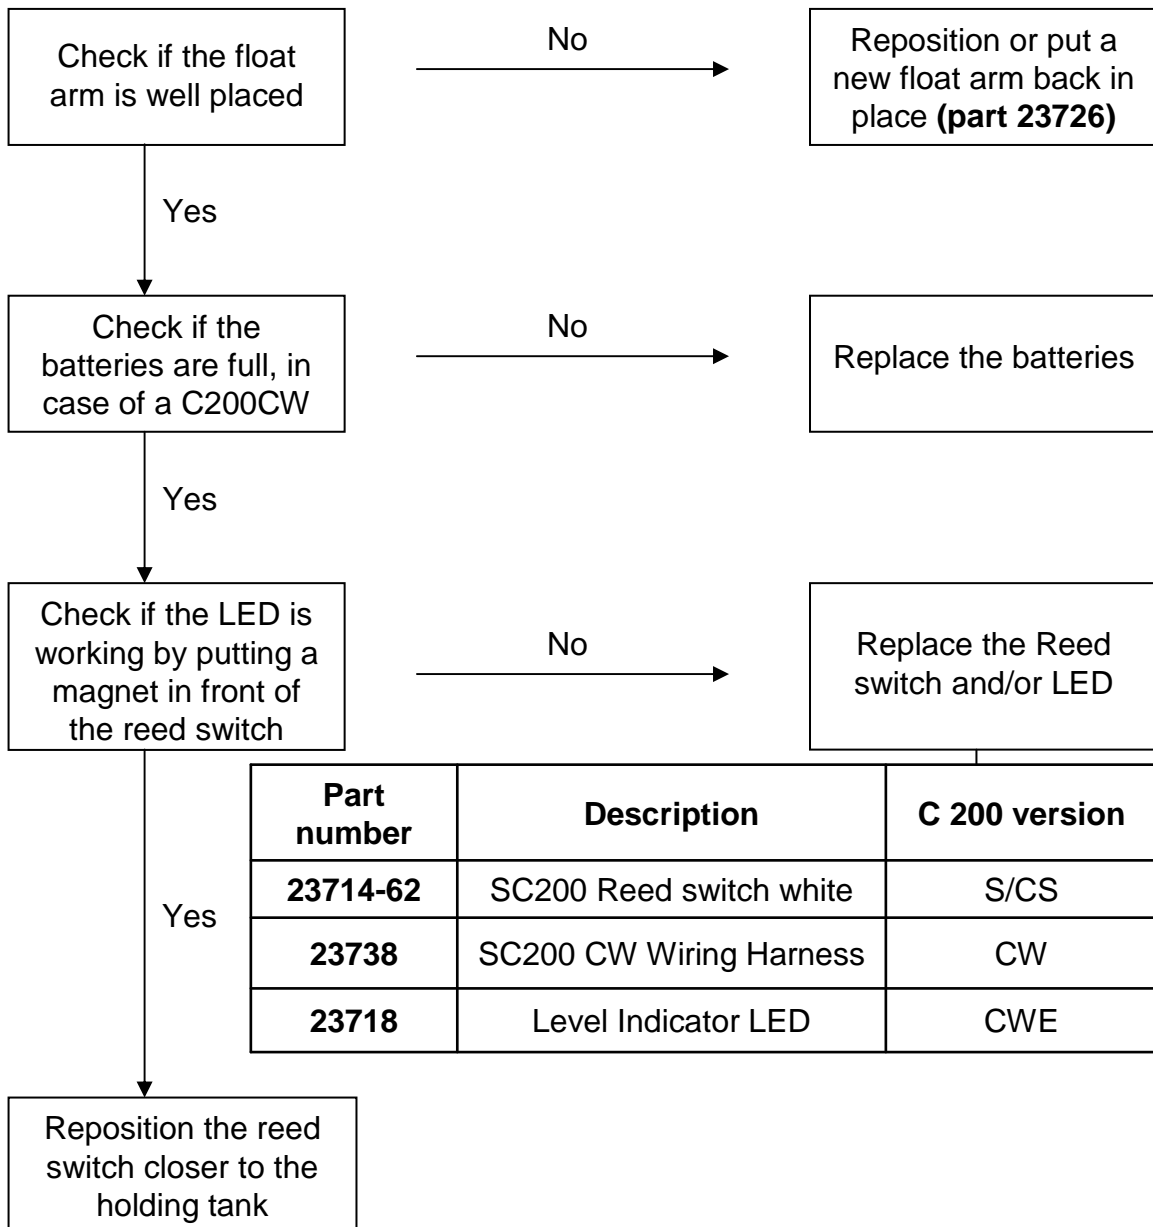 Check if the float
arm is well placed
No
Reposition or put a
new float arm back in
place (part 23726)
Yes
Check if the
batteries are full, in
case of a C200CW
No
Replace the batteries
Yes
Check if the LED is
working by putting a
magnet in front of
the reed switch
No
Replace the Reed
switch and/or LED
Yes
Part
number
Description
C 200 version
23714-62
SC200 Reed switch white
S/CS
23738
SC200 CW Wiring Harness
CW
23718
Level Indicator LED
CWE
Reposition the reed
switch closer to the
holding tank